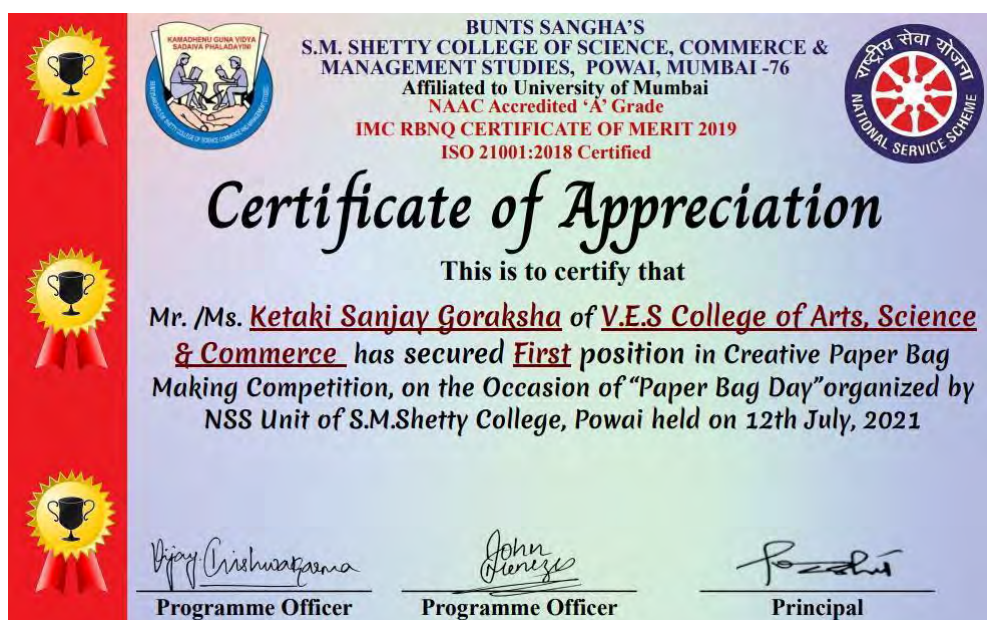 KAMADHENU GUNA VIDYA
SADAIVA PHALADAYINI
BUNTS SANGHA'S
S.M. SHETTY COLLEGE OF SCIENCE, COMMERCE &
MANAGEMENT STUDIES, POWAI, MUMBAI -76
Affiliated to University of Mumbai
NAAC Accredited 'A' Grade
IMC RBNQ CERTIFICATE OF MERIT 2019
ISO 21001:2018 Certified
राष्ट्रीय सेवा योजना
NATIONAL SERVICE SCHEME
Certificate of Appreciation
This is to certify that
Mr. /Ms. Ketaki Sanjay Goraksha of V.E.S College of Arts, Science
& Commerce has secured First position in Creative Paper Bag
Making Competition, on the Occasion of "Paper Bag Day"organized by
NSS Unit of S.M.Shetty College, Powai held on 12th July, 2021
Vijay Vishwakarma
John Menezes
Programme Officer
Programme Officer
Principal